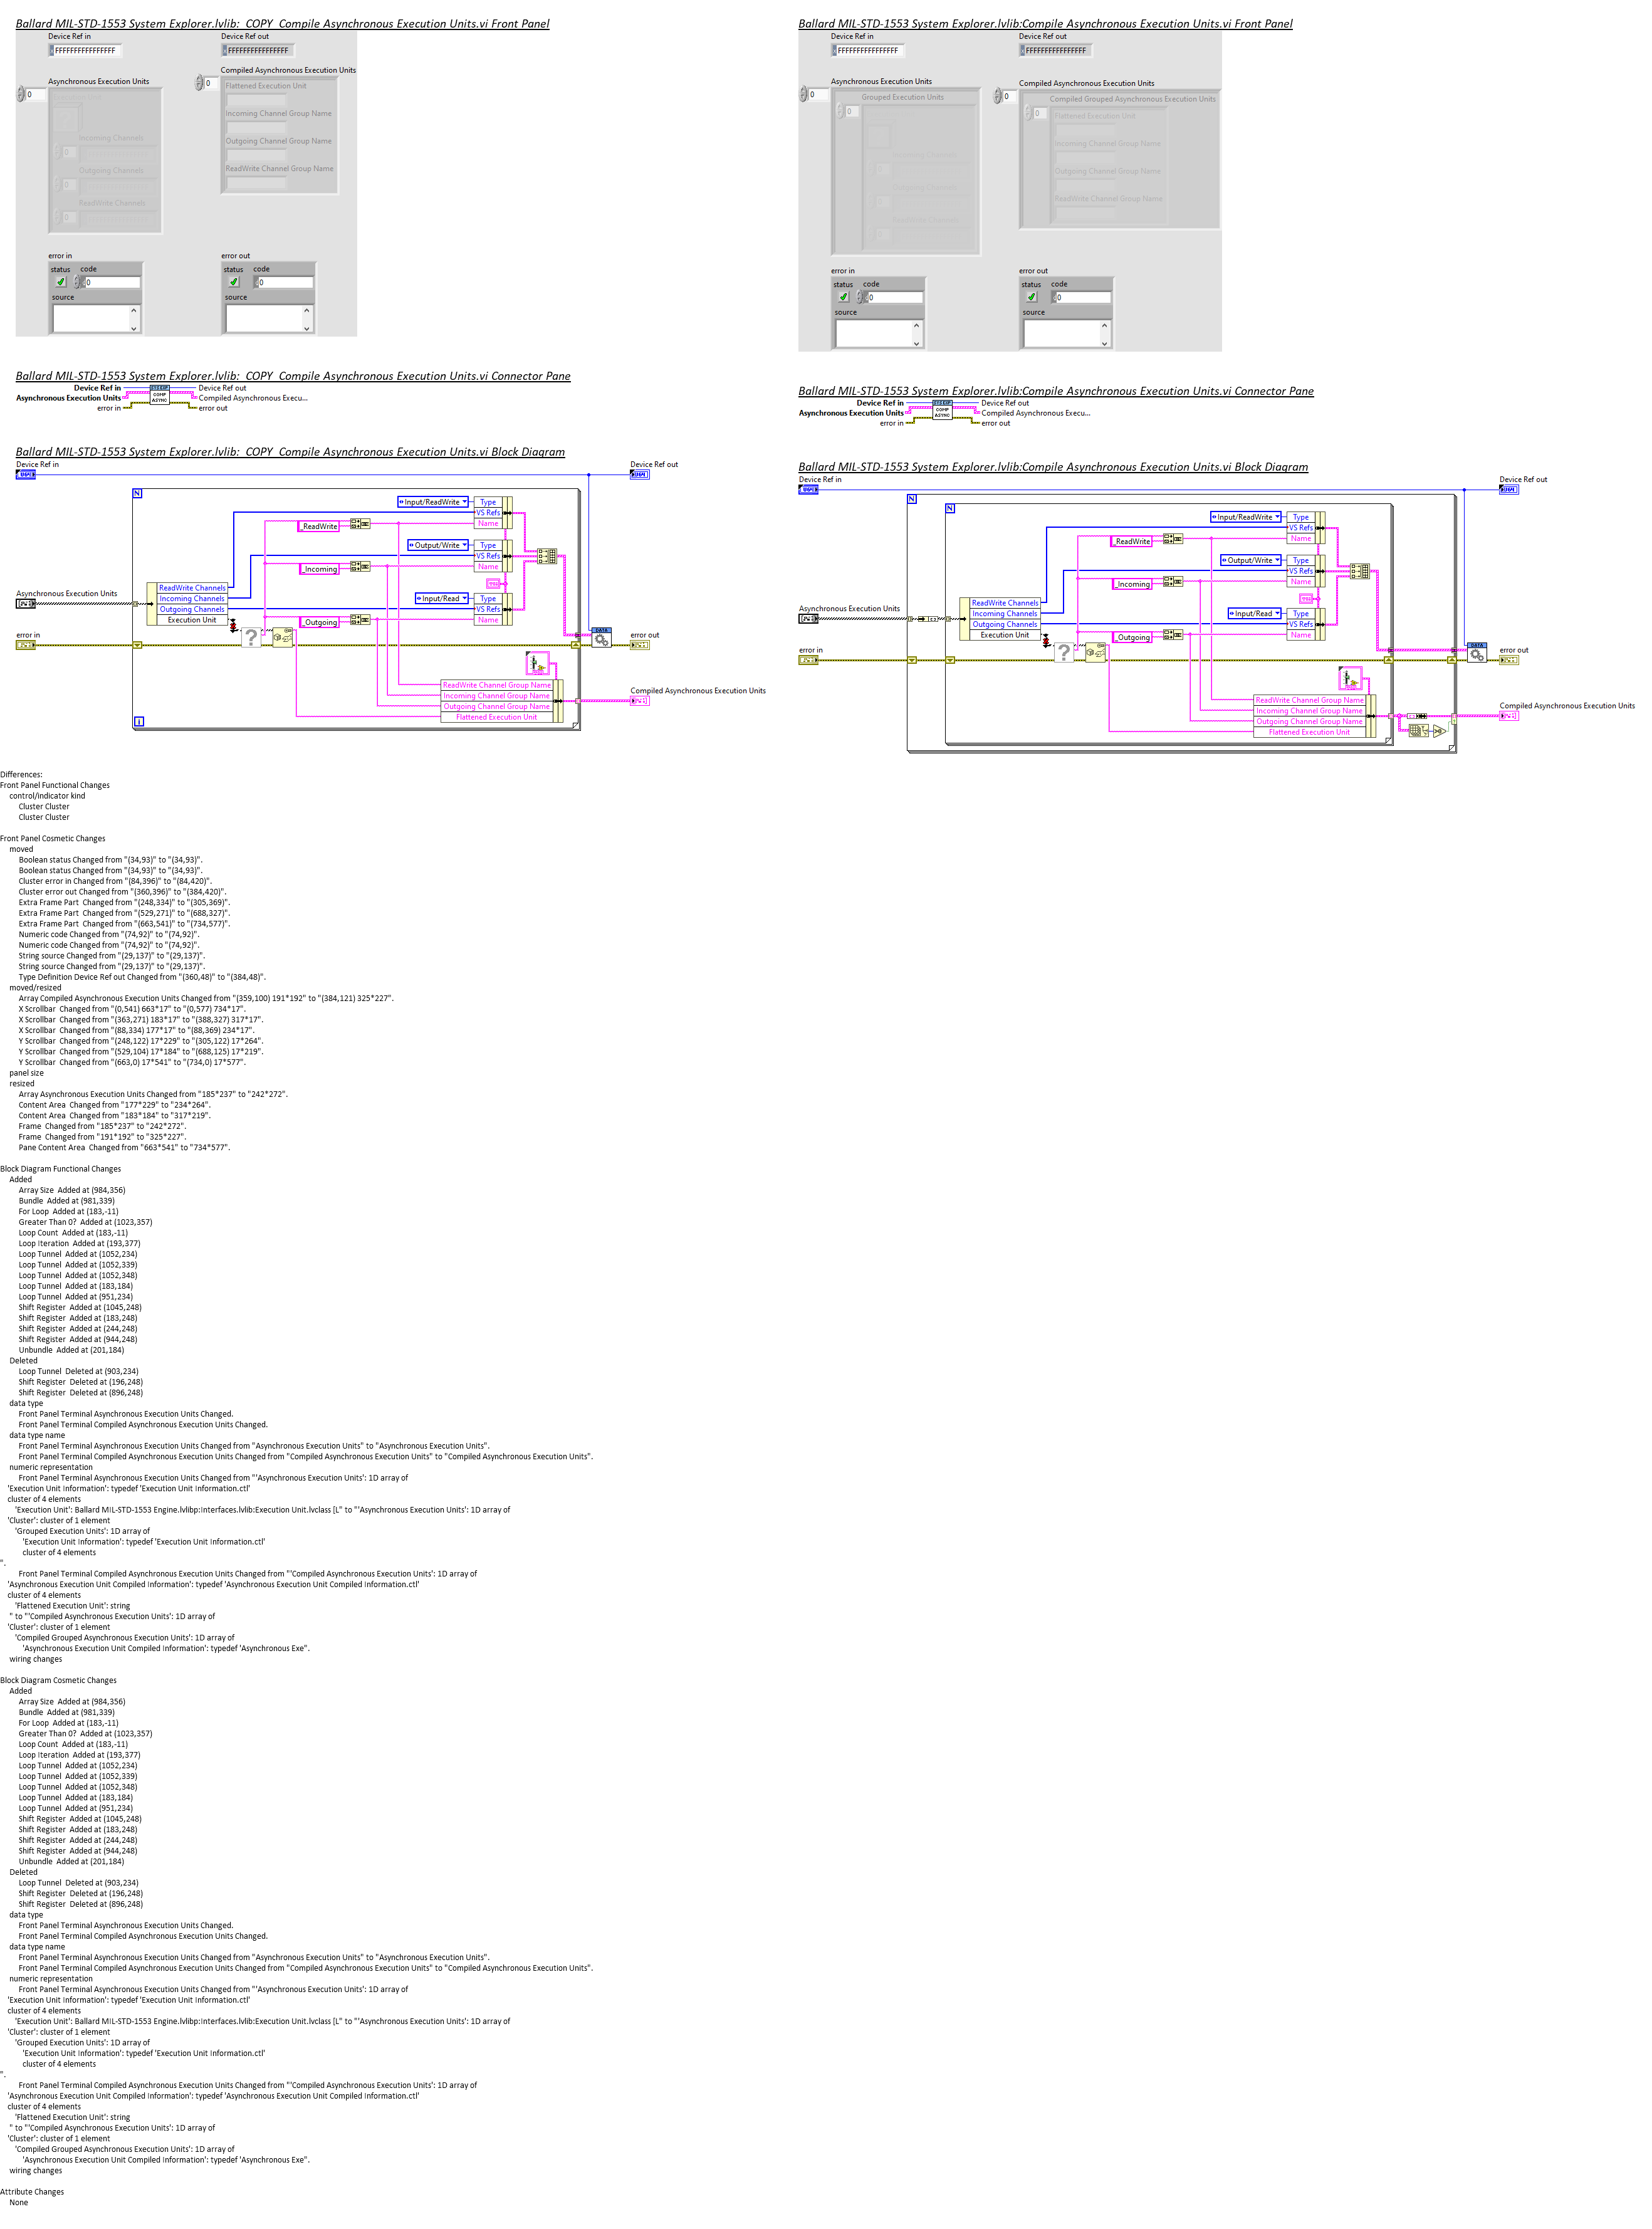 Ballard MIL-STD-1553 System Explorer.lvlib:_COPY_Compile Asynchronous Execution Units.vi Front Panel
Device Ref in
Device Ref out
FFFFFFFFFFFFFFFF
FFFFFFFFFFFFFFFF
Asynchronous Execution Units
Compiled Asynchronous Execution Units
0
0
Flattened Execution Unit
Incoming Channel Group Name
Outgoing Channel Group Name
ReadWrite Channel Group Name
Incoming Channels
0
Outgoing Channels
0
ReadWrite Channels
0
error in
error out
status code
status code
0
0
source
source
Ballard MIL-STD-1553 System Explorer.lvlib:_COPY_Compile Asynchronous Execution Units.vi Connector Pane
Device Ref in
Device Ref out
Asynchronous Execution Units
Compiled Asynchronous Execu...
error in
error out
COMP
ASYNC
Ballard MIL-STD-1553 System Explorer.lvlib:_COPY_Compile Asynchronous Execution Units.vi Block Diagram
Device Ref in
Device Ref out
N
Input/ReadWrite
Type
VS Refs
Name
_ReadWrite
Output/Write
Type
VS Refs
Name
_Incoming
Input/Read
Type
VS Refs
Name
_Outgoing
Asynchronous Execution Units
ReadWrite Channels
Incoming Channels
Outgoing Channels
Execution Unit
error in
?
DATA
error out
ReadWrite Channel Group Name
Incoming Channel Group Name
Outgoing Channel Group Name
Flattened Execution Unit
Compiled Asynchronous Execution Units
i
Ballard MIL-STD-1553 System Explorer.lvlib:Compile Asynchronous Execution Units.vi Front Panel
Device Ref in
Device Ref out
FFFFFFFFFFFFFFFF
FFFFFFFFFFFFFFFF
Asynchronous Execution Units
Compiled Asynchronous Execution Units
0
0
Grouped Execution Units
0
Compiled Grouped Asynchronous Execution Units
0
Flattened Execution Unit
Incoming Channel Group Name
Outgoing Channel Group Name
ReadWrite Channel Group Name
Incoming Channels
Outgoing Channels
ReadWrite Channels
error in
error out
status code
status code
0
0
source
source
Ballard MIL-STD-1553 System Explorer.lvlib:Compile Asynchronous Execution Units.vi Connector Pane
Device Ref in
Device Ref out
Asynchronous Execution Units
Compiled Asynchronous Execu...
error in
error out
COMP
ASYNC
Ballard MIL-STD-1553 System Explorer.lvlib:Compile Asynchronous Execution Units.vi Block Diagram
Device Ref in
Device Ref out
N
N
Input/ReadWrite
Type
VS Refs
Name
_ReadWrite
Output/Write
Type
VS Refs
Name
_Incoming
Input/Read
Type
VS Refs
Name
_Outgoing
Asynchronous Execution Units
ReadWrite Channels
Incoming Channels
Outgoing Channels
Execution Unit
error in
?
DATA
error out
ReadWrite Channel Group Name
Incoming Channel Group Name
Outgoing Channel Group Name
Flattened Execution Unit
Compiled Asynchronous Execution Units
Differences:
Front Panel Functional Changes
control/indicator kind
Cluster Cluster
Cluster Cluster
Front Panel Cosmetic Changes
moved
Boolean status Changed from "(34,93)" to "(34,93)".
Boolean status Changed from "(34,93)" to "(34,93)".
Cluster error in Changed from "(84,396)" to "(84,420)".
Cluster error out Changed from "(360,396)" to "(384,420)".
Extra Frame Part  Changed from "(248,334)" to "(305,369)".
Extra Frame Part  Changed from "(529,271)" to "(688,327)".
Extra Frame Part  Changed from "(663,541)" to "(734,577)".
Numeric code Changed from "(74,92)" to "(74,92)".
Numeric code Changed from "(74,92)" to "(74,92)".
String source Changed from "(29,137)" to "(29,137)".
String source Changed from "(29,137)" to "(29,137)".
Type Definition Device Ref out Changed from "(360,48)" to "(384,48)".
moved/resized
Array Compiled Asynchronous Execution Units Changed from "(359,100) 191*192" to "(384,121) 325*227".
X Scrollbar  Changed from "(0,541) 663*17" to "(0,577) 734*17".
X Scrollbar  Changed from "(363,271) 183*17" to "(388,327) 317*17".
X Scrollbar  Changed from "(88,334) 177*17" to "(88,369) 234*17".
Y Scrollbar  Changed from "(248,122) 17*229" to "(305,122) 17*264".
Y Scrollbar  Changed from "(529,104) 17*184" to "(688,125) 17*219".
Y Scrollbar  Changed from "(663,0) 17*541" to "(734,0) 17*577".
panel size
resized
Array Asynchronous Execution Units Changed from "185*237" to "242*272".
Content Area  Changed from "177*229" to "234*264".
Content Area  Changed from "183*184" to "317*219".
Frame  Changed from "185*237" to "242*272".
Frame  Changed from "191*192" to "325*227".
Pane Content Area  Changed from "663*541" to "734*577".
Block Diagram Functional Changes
Added
Array Size  Added at (984,356)
Bundle  Added at (981,339)
For Loop  Added at (183,-11)
Greater Than 0?  Added at (1023,357)
Loop Count  Added at (183,-11)
Loop Iteration  Added at (193,377)
Loop Tunnel  Added at (1052,234)
Loop Tunnel  Added at (1052,339)
Loop Tunnel  Added at (1052,348)
Loop Tunnel  Added at (183,184)
Loop Tunnel  Added at (951,234)
Shift Register  Added at (1045,248)
Shift Register  Added at (183,248)
Shift Register  Added at (244,248)
Shift Register  Added at (944,248)
Unbundle  Added at (201,184)
Deleted
Loop Tunnel  Deleted at (903,234)
Shift Register  Deleted at (196,248)
Shift Register  Deleted at (896,248)
data type
Front Panel Terminal Asynchronous Execution Units Changed.
Front Panel Terminal Compiled Asynchronous Execution Units Changed.
data type name
Front Panel Terminal Asynchronous Execution Units Changed from "Asynchronous Execution Units" to "Asynchronous Execution Units".
Front Panel Terminal Compiled Asynchronous Execution Units Changed from "Compiled Asynchronous Execution Units" to "Compiled Asynchronous Execution Units".
numeric representation
Front Panel Terminal Asynchronous Execution Units Changed from "'Asynchronous Execution Units': 1D array of
'Execution Unit Information': typedef 'Execution Unit Information.ctl'
cluster of 4 elements
'Execution Unit': Ballard MIL-STD-1553 Engine.lvlibp:Interfaces.lvlib:Execution Unit.lvclass [L" to "'Asynchronous Execution Units': 1D array of
'Cluster': cluster of 1 element
'Grouped Execution Units': 1D array of
'Execution Unit Information': typedef 'Execution Unit Information.ctl'
cluster of 4 elements
".
Front Panel Terminal Compiled Asynchronous Execution Units Changed from "'Compiled Asynchronous Execution Units': 1D array of
'Asynchronous Execution Unit Compiled Information': typedef 'Asynchronous Execution Unit Compiled Information.ctl'
cluster of 4 elements
'Flattened Execution Unit': string
" to "'Compiled Asynchronous Execution Units': 1D array of
'Cluster': cluster of 1 element
'Compiled Grouped Asynchronous Execution Units': 1D array of
'Asynchronous Execution Unit Compiled Information': typedef 'Asynchronous Exe".
wiring changes
Block Diagram Cosmetic Changes
Added
Array Size  Added at (984,356)
Bundle  Added at (981,339)
For Loop  Added at (183,-11)
Greater Than 0?  Added at (1023,357)
Loop Count  Added at (183,-11)
Loop Iteration  Added at (193,377)
Loop Tunnel  Added at (1052,234)
Loop Tunnel  Added at (1052,339)
Loop Tunnel  Added at (1052,348)
Loop Tunnel  Added at (183,184)
Loop Tunnel  Added at (951,234)
Shift Register  Added at (1045,248)
Shift Register  Added at (183,248)
Shift Register  Added at (244,248)
Shift Register  Added at (944,248)
Unbundle  Added at (201,184)
Deleted
Loop Tunnel  Deleted at (903,234)
Shift Register  Deleted at (196,248)
Shift Register  Deleted at (896,248)
data type
Front Panel Terminal Asynchronous Execution Units Changed.
Front Panel Terminal Compiled Asynchronous Execution Units Changed.
data type name
Front Panel Terminal Asynchronous Execution Units Changed from "Asynchronous Execution Units" to "Asynchronous Execution Units".
Front Panel Terminal Compiled Asynchronous Execution Units Changed from "Compiled Asynchronous Execution Units" to "Compiled Asynchronous Execution Units".
numeric representation
Front Panel Terminal Asynchronous Execution Units Changed from "'Asynchronous Execution Units': 1D array of
'Execution Unit Information': typedef 'Execution Unit Information.ctl'
cluster of 4 elements
'Execution Unit': Ballard MIL-STD-1553 Engine.lvlibp:Interfaces.lvlib:Execution Unit.lvclass [L" to "'Asynchronous Execution Units': 1D array of
'Cluster': cluster of 1 element
'Grouped Execution Units': 1D array of
'Execution Unit Information': typedef 'Execution Unit Information.ctl'
cluster of 4 elements
".
Front Panel Terminal Compiled Asynchronous Execution Units Changed from "'Compiled Asynchronous Execution Units': 1D array of
'Asynchronous Execution Unit Compiled Information': typedef 'Asynchronous Execution Unit Compiled Information.ctl'
cluster of 4 elements
'Flattened Execution Unit': string
" to "'Compiled Asynchronous Execution Units': 1D array of
'Cluster': cluster of 1 element
'Compiled Grouped Asynchronous Execution Units': 1D array of
'Asynchronous Execution Unit Compiled Information': typedef 'Asynchronous Exe".
wiring changes
Attribute Changes
None